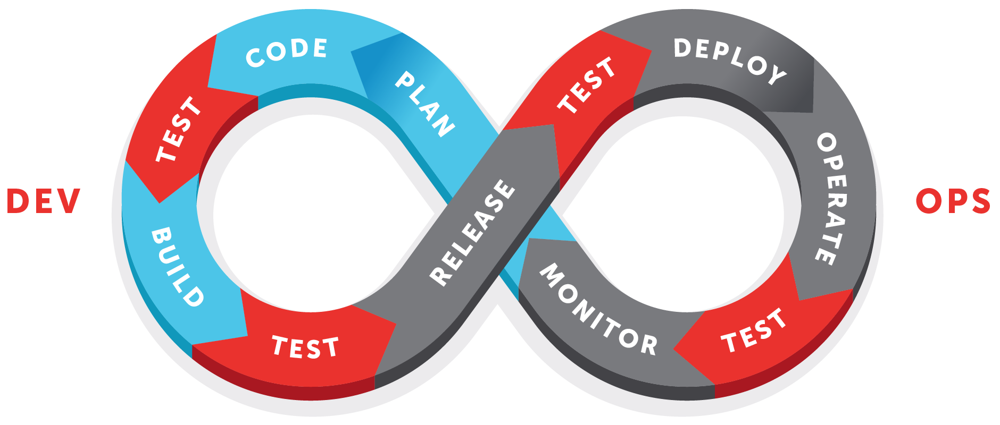 DEV
PLAN
CODE
TEST
BUILD
TEST
RELEASE
TEST
DEPLOY
OPERATE
TEST
MONITOR
OPS